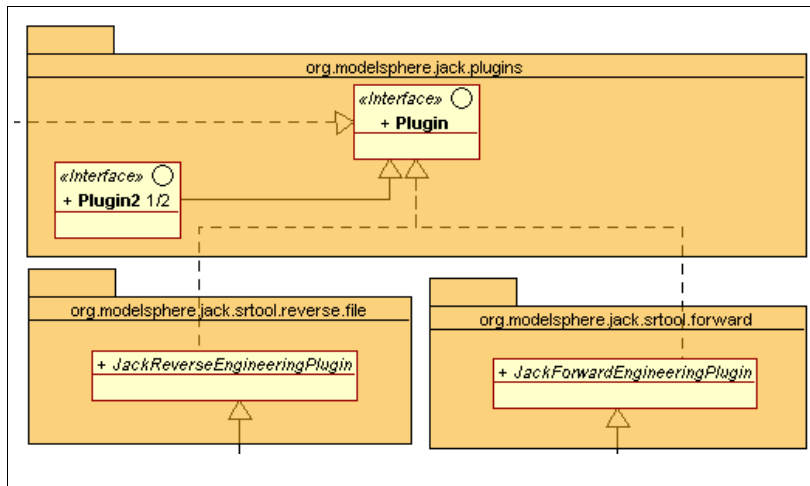 org.modelsphere.jack.plugins
«Interface»
+ Plugin
«Interface»
+ Plugin2 1/2
org.modelsphere.jack.srtool.reverse.file
org.modelsphere.jack.srtool.forward
+ JackReverseEngineeringPlugin
+ JackForwardEngineeringPlugin